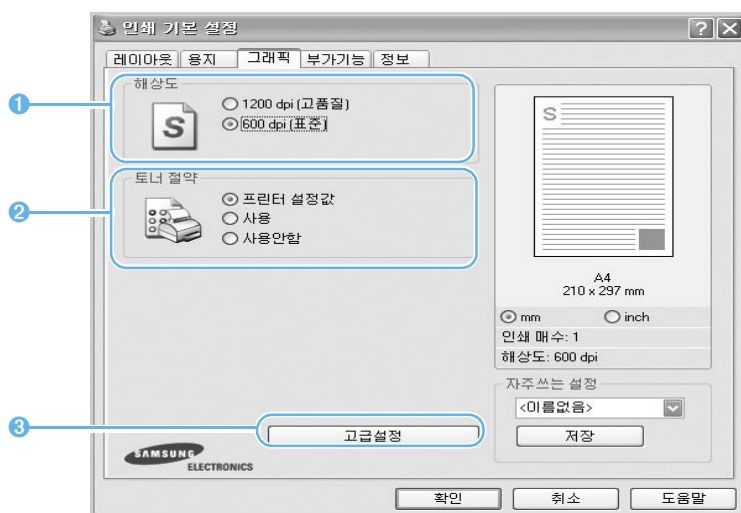 인쇄 기본 설정
레이아웃 용지 그래픽 부가기능 정보
1
해상도
S
1200 dpi (고품질)
600 dpi (표준)
2
토너 절약
프린터 설정값
사용
사용안함
S
A4
210 x 297 mm
mm inch
인쇄 매수: 1
해상도: 600 dpi
자주쓰는 설정
<이름없음>
저장
3
고급설정
SAMSUNG
ELECTRONICS
확인 취소 도움말